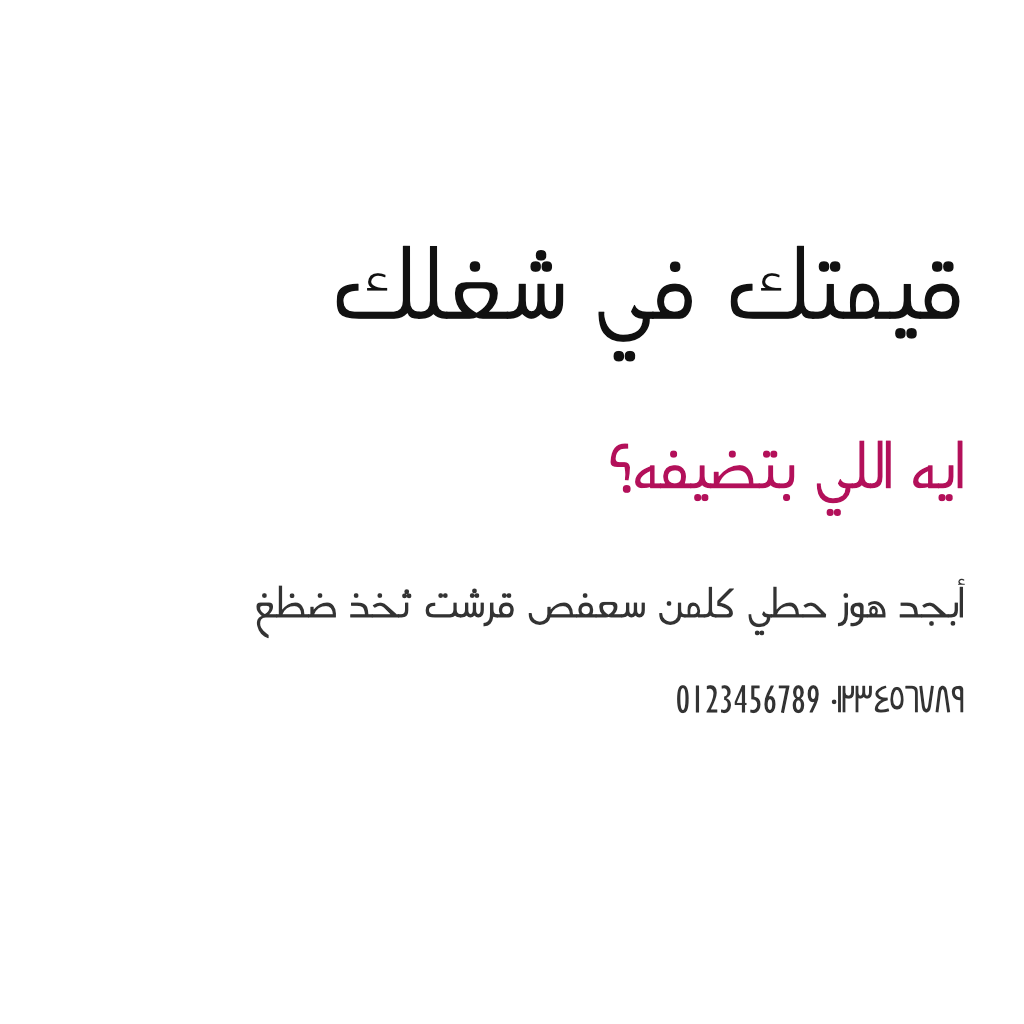 قيمتك في شغلك
ايه اللي بتضيفه؟
أبجد هوز حطي كلمن سعفص قرشت ثخذ ضظغ
0123456789 ٠١٢٣٤٥٦٧٨٩